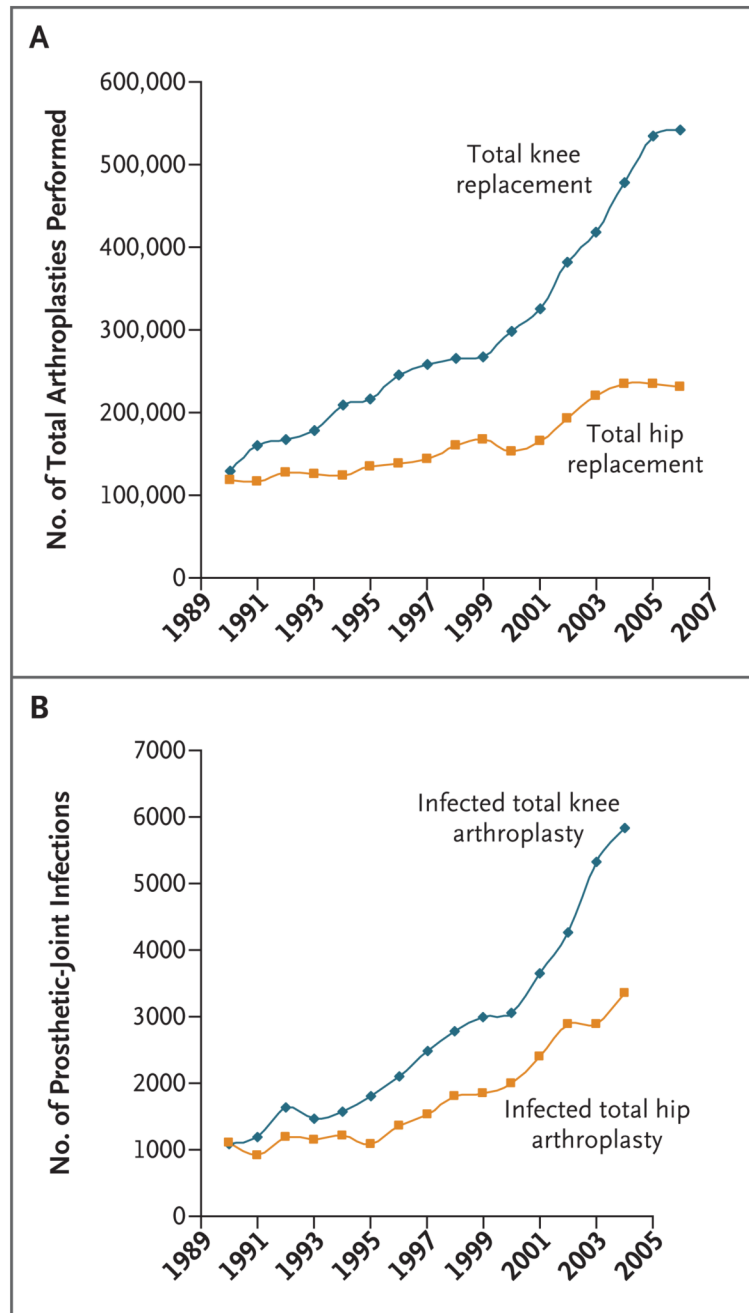 A
No. of Total Arthroplasties Performed
600,000
500,000
400,000
300,000
200,000
100,000
0
Total knee
replacement
Total hip
replacement
1989
1991
1993
1995
1997
1999
2001
2003
2005
2007
B
No. of Prosthetic-Joint Infections
7000
6000
5000
4000
3000
2000
1000
0
Infected total knee
arthroplasty
Infected total hip
arthroplasty
1989
1991
1993
1995
1997
1999
2001
2003
2005